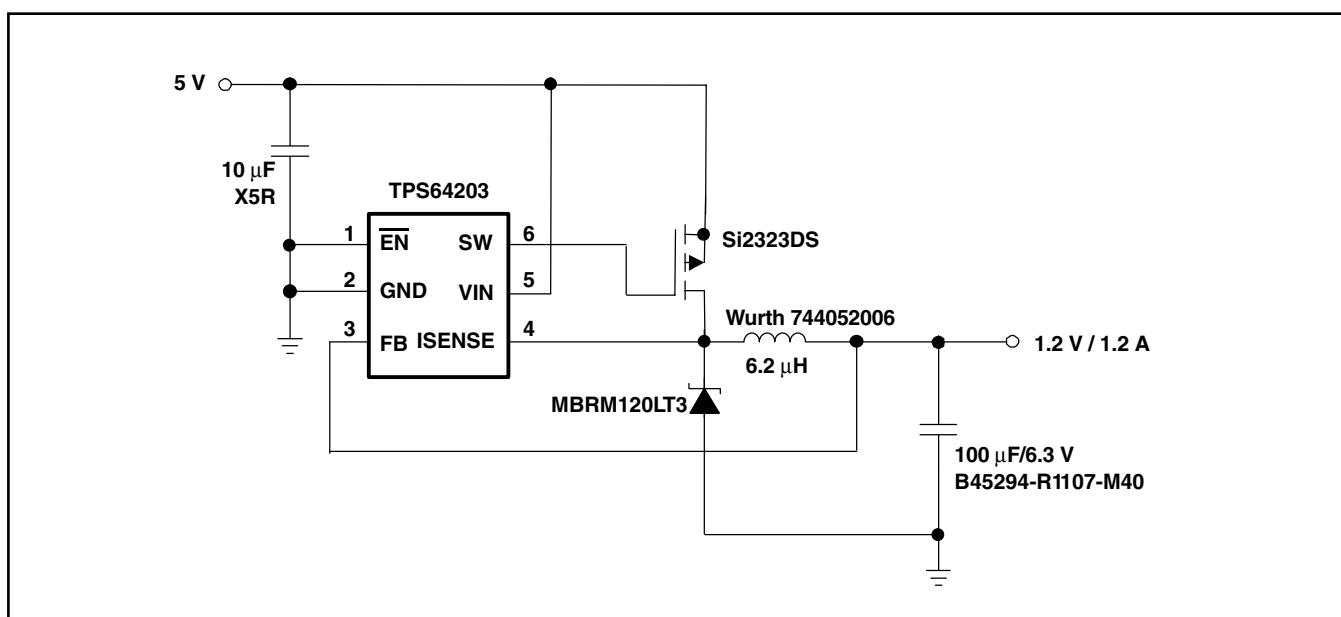 5 V
10 μF
X5R
TPS64203
1
EN
SW
6
Si2323DS
2
GND
VIN
5
3
FB
ISENSE
4
Wurth 744052006
6.2 μH
1.2 V / 1.2 A
MBRM120LT3
100 μF/6.3 V
B45294-R1107-M40